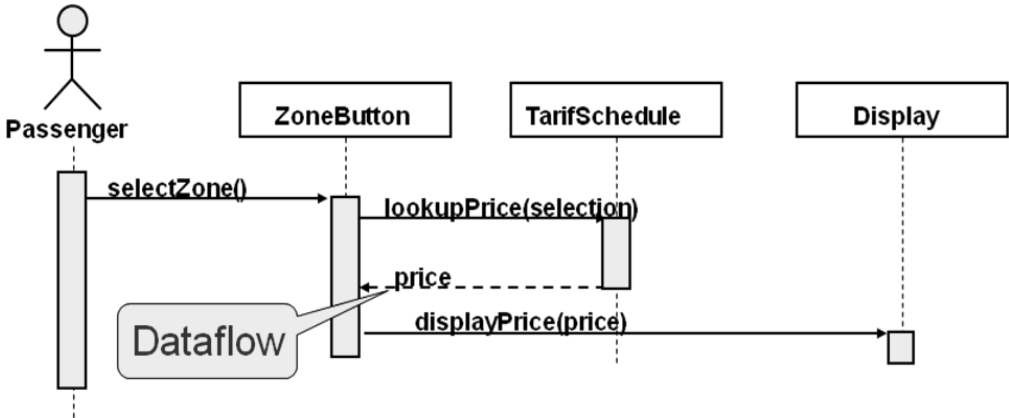 Passenger
ZoneButton
TarifSchedule
Display
selectZone()
lookupPrice(selection)
price
Dataflow
displayPrice(price)